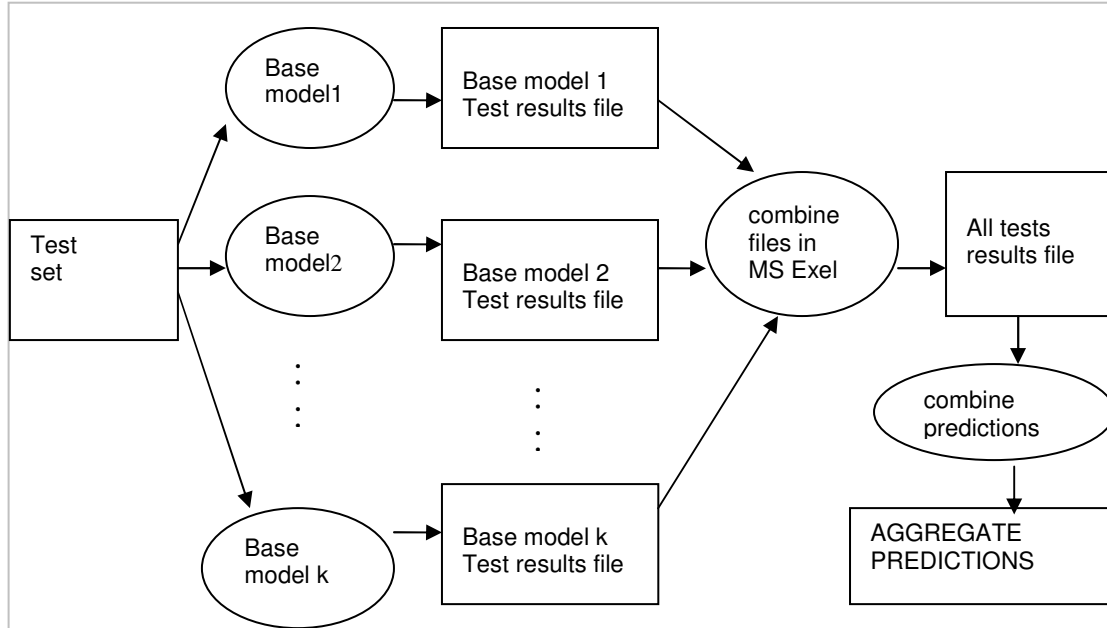 Test
set
Base
model1
Base model 1
Test results file
Base
model2
Base model 2
Test results file
Base
model k
Base model k
Test results file
combine
files in
MS Exel
All tests
results file
combine
predictions
AGGREGATE
PREDICTIONS